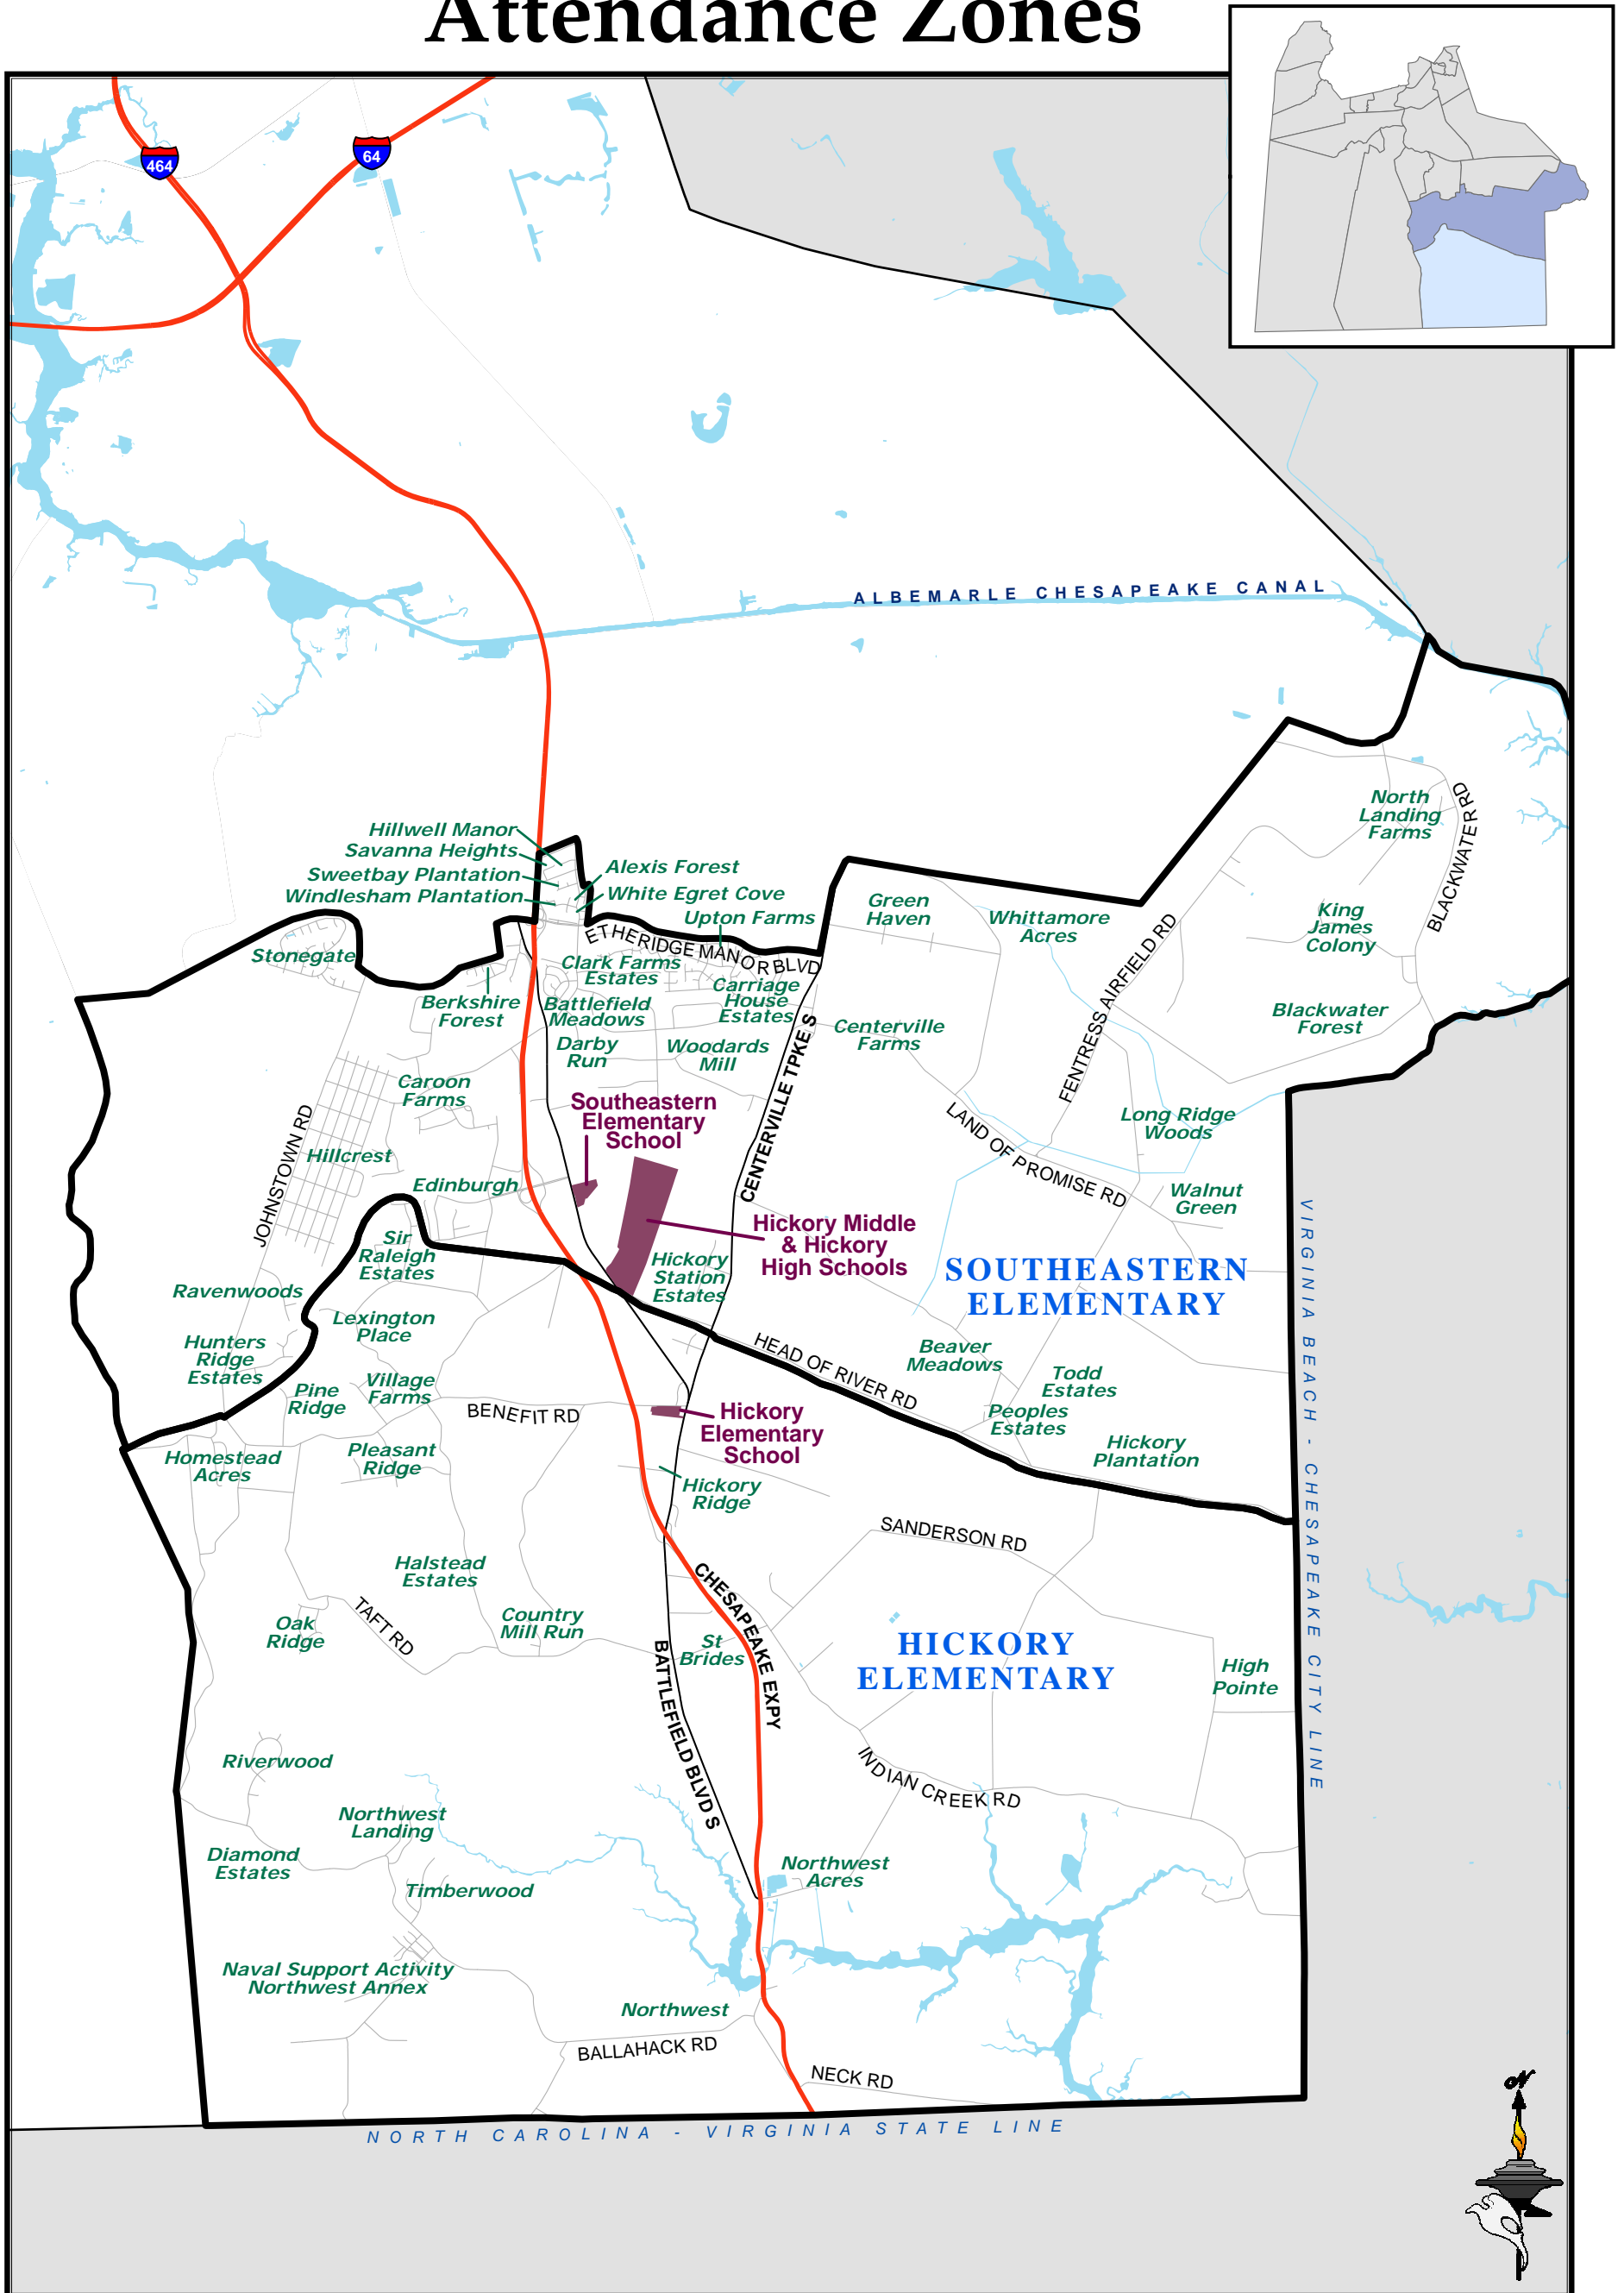 Attendance Zones
464
64
ALBEMARLE CHESAPEAKE CANAL
North
Landing
Farms
BLACKWATER RD
Hillwell Manor
Savanna Heights
Sweetbay Plantation
Windlesham Plantation
Alexis Forest
White Egret Cove
Upton Farms
Green
Haven
Whittamore
Acres
King
James
Colony
Stonegate
ETHERIDGE MANOR BLVD
Clark Farms
Estates
Carriage
House
Estates
Berkshire
Forest
Battlefield
Meadows
Blackwater
Forest
Centerville
Farms
Darby
Run
Woodards
Mill
FENTRESS AIRFIELD RD
CENTERVILLE TPKE S
Caroon
Farms
Southeastern
Elementary
School
LAND OF PROMISE RD
Long Ridge
Woods
JOHNSTOWN RD
Hillcrest
Edinburgh
Walnut
Green
Hickory Middle
& Hickory
High Schools
Sir
Raleigh
Estates
Hickory
Station
Estates
SOUTHEASTERN
ELEMENTARY
VIRGINIA BEACH - CHESAPEAKE CITY LINE
Ravenwoods
Lexington
Place
Hunters
Ridge
Estates
HEAD OF RIVER RD
Beaver
Meadows
Todd
Estates
Pine
Ridge
Village
Farms
BENEFIT RD
Hickory
Elementary
School
Peoples
Estates
Hickory
Plantation
Homestead
Acres
Pleasant
Ridge
Hickory
Ridge
SANDERSON RD
Halstead
Estates
CHESAPEAKE EXPY
TAFT RD
Oak
Ridge
Country
Mill Run
St
Brides
BATTLEFIELD BLVD S
HICKORY
ELEMENTARY
High
Pointe
Riverwood
INDIAN CREEK RD
Northwest
Landing
Diamond
Estates
Timberwood
Northwest
Acres
Naval Support Activity
Northwest Annex
Northwest
BALLAHACK RD
NECK RD
NORTH CAROLINA - VIRGINIA STATE LINE
N